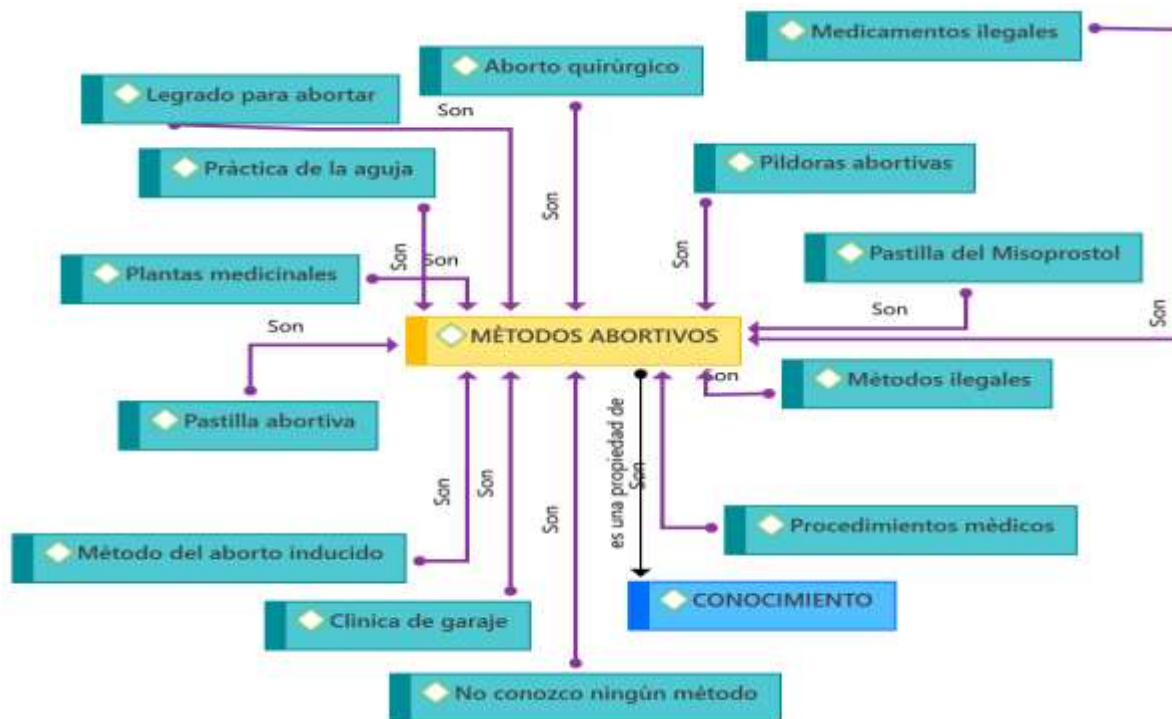 Medicamentos ilegales
Aborto quirùrgico
Legrado para abortar
Son
Pràctica de la aguja
Pildoras abortivas
Son
Son
Son
Son
Plantas medicinales
Pastilla del Misoprostol
Son
Son
Son
MÈTODOS ABORTIVOS
Son
Mètodos ilegales
Pastilla abortiva
es una propiedad de
Son
Son
Son
Son
Procedimientos mèdicos
Mètodo del aborto inducido
CONOCIMIENTO
Clinica de garaje
No conozco ningùn mètodo